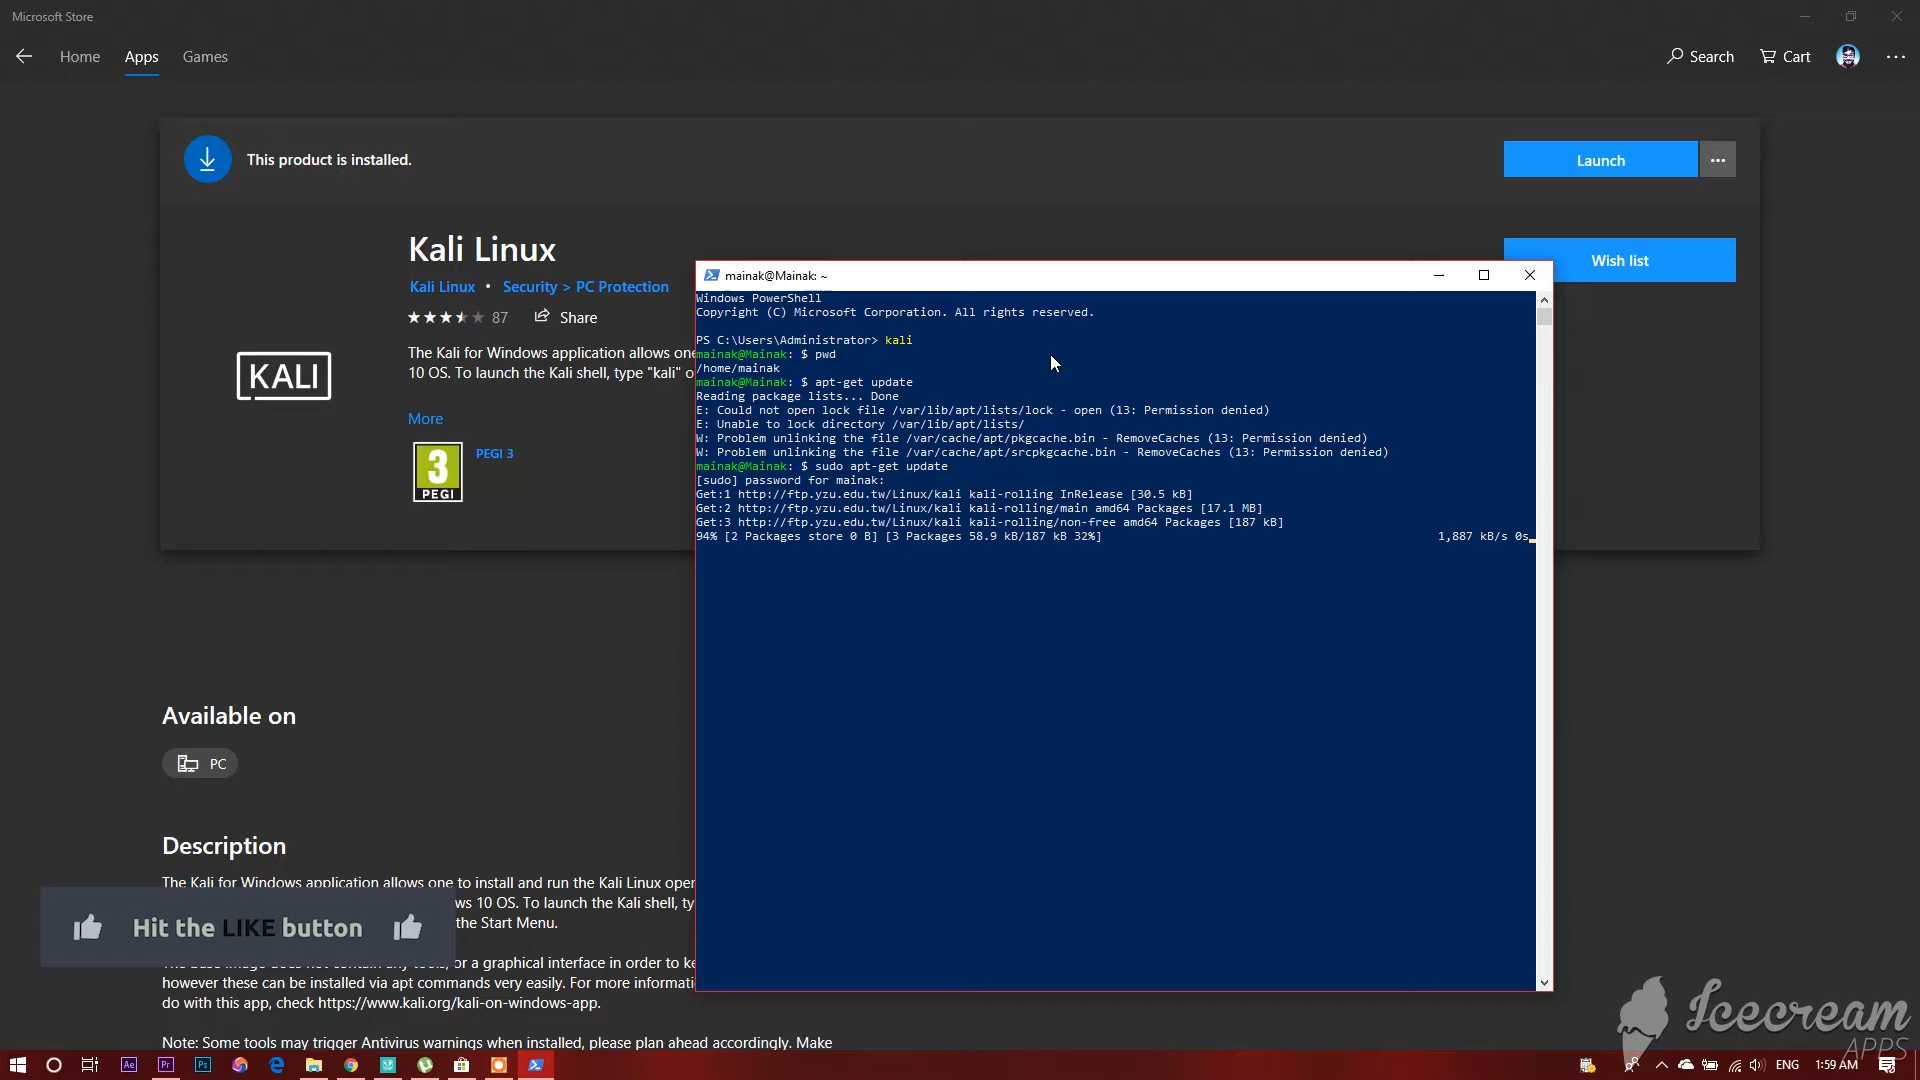 Microsoft Store
Home
Apps
Games
Search
Cart
This product is installed.
Launch
Kali Linux
Kali Linux • Security > PC Protection
87
Share
Wish list
The Kali for Windows application allows one
10 OS. To launch the Kali shell, type "kali" o
KALI
More
3
PEGI
PEGI 3
mainak@Mainak: ~
Windows PowerShell
Copyright (C) Microsoft Corporation. All rights reserved.
PS C:\Users\Administrator> kali
mainak@Mainak: $ pwd
/home/mainak
mainak@Mainak: $ apt-get update
Reading package lists... Done
E: Could not open lock file /var/lib/apt/lists/lock - open (13: Permission denied)
E: Unable to lock directory /var/lib/apt/lists/
W: Problem unlinking the file /var/cache/apt/pkgcache.bin - RemoveCaches (13: Permission denied)
W: Problem unlinking the file /var/cache/apt/srcpkgcache.bin - RemoveCaches (13: Permission denied)
mainak@Mainak: $ sudo apt-get update
[sudo] password for mainak:
Get:1 http://ftp.yzu.edu.tw/Linux/kali kali-rolling InRelease [30.5 kB]
Get:2 http://ftp.yzu.edu.tw/Linux/kali kali-rolling/main amd64 Packages [17.1 MB]
Get:3 http://ftp.yzu.edu.tw/Linux/kali kali-rolling/non-free amd64 Packages [187 kB]
94% [2 Packages store 0 B] [3 Packages 58.9 kB/187 kB 32%] 1,887 kB/s 0s
Available on
PC
Description
The Kali for Windows application allows one to install and run the Kali Linux oper
ws 10 OS. To launch the Kali shell, ty
the Start Menu.
Hit the LIKE button
or a graphical interface in order to ke
however these can be installed via apt commands very easily. For more informati
do with this app, check https://www.kali.org/kali-on-windows-app.
Note: Some tools may trigger Antivirus warnings when installed, please plan ahead accordingly. Make
Icecream
APPS
Ae
Pr
Ps
ENG
1:59 AM